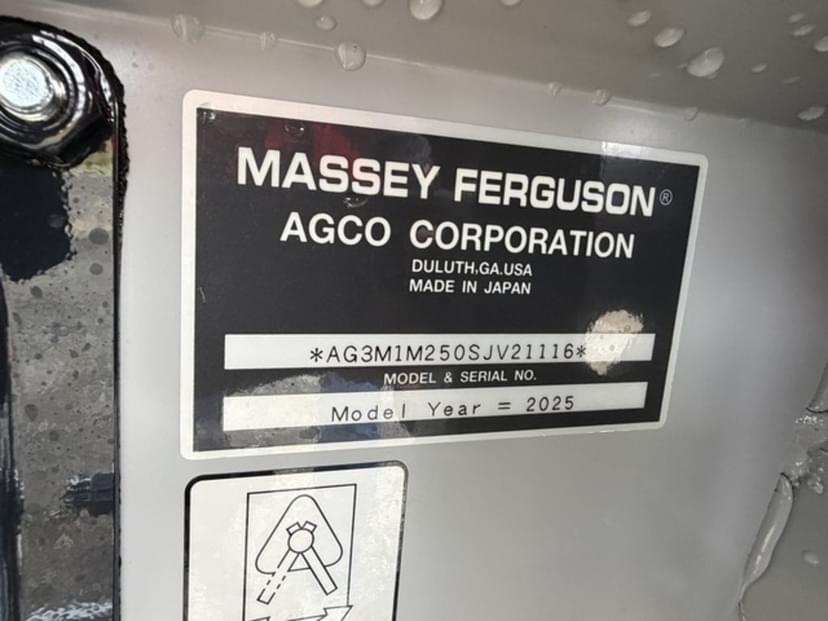 MASSEY FERGUSON®
AGCO CORPORATION
DULUTH,GA.USA
MADE IN JAPAN
*AG3M1M250SJV21116*
MODEL & SERIAL NO.
Model Year = 2025